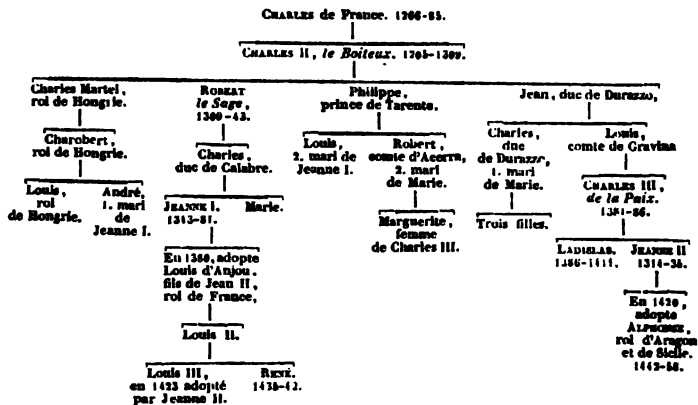 CHARLES de France. 1266-85.
CHARLES II, le Boiteux. 1285-1309.
Charles Martel,
roi de Hongrie.
Charobert,
roi de Hongrie.
Louis,
roi
de Hongrie.
André,
1. mari
de
Jeanne I.
ROBERT
le Sage,
1309-43.
Charles,
duc de Calabre.
JEANNE I.
1343-81.
Marie.
En 1380, adopte
Louis d'Anjou,
fils de Jean II,
roi de France,
Louis II.
Louis III,
en 1423 adopté
par Jeanne II.
RENÉ.
1435-42.
Philippe,
prince de Tarente.
Louis,
2. mari de
Jeanne I.
Robert,
comte d'Acerra,
2. mari
de Marie.
Marguerite,
femme
de Charles III.
Jean, duc de Durazzo,
Charles,
duc
de Durazzo,
1. mari
de Marie.
Trois filles.
Louis,
comte de Gravina
CHARLES III,
de la Paix.
1381-86.
LADISLAS.
1386-1414.
JEANNE II
1314-35.
En 1420,
adopte
ALPHONSE,
roi d'Aragon
et de Sicile.
1442-58.